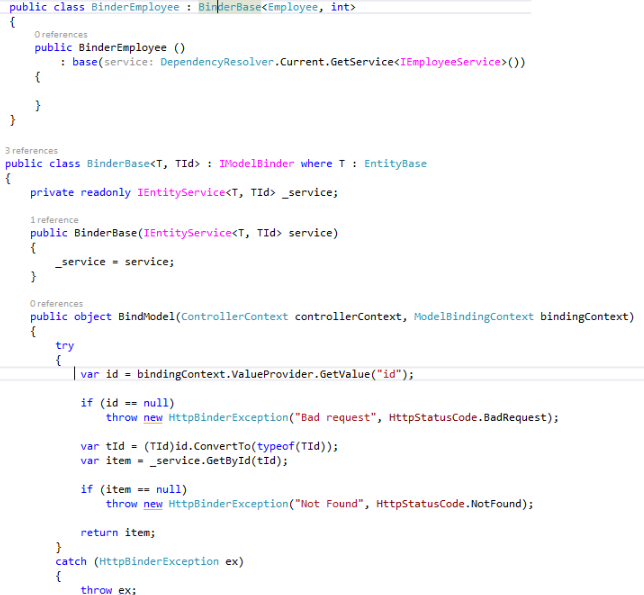 public class BinderEmployee : BinderBase<Employee, int>
{
0 references
public BinderEmployee ()
: base(service: DependencyResolver.Current.GetService<IEmployeeService>())
{
}
}
3 references
public class BinderBase<T, TId> : IModelBinder where T : EntityBase
{
private readonly IEntityService<T, TId> _service;
1 reference
public BinderBase(IEntityService<T, TId> service)
{
_service = service;
}
0 references
public object BindModel(ControllerContext controllerContext, ModelBindingContext bindingContext)
{
try
{
var id = bindingContext.ValueProvider.GetValue("id");
if (id == null)
throw new HttpBinderException("Bad request", HttpStatusCode.BadRequest);
var tId = (TId)id.ConvertTo(typeof(TId));
var item = _service.GetById(tId);
if (item == null)
throw new HttpBinderException("Not Found", HttpStatusCode.NotFound);
return item;
}
catch (HttpBinderException ex)
{
throw ex;